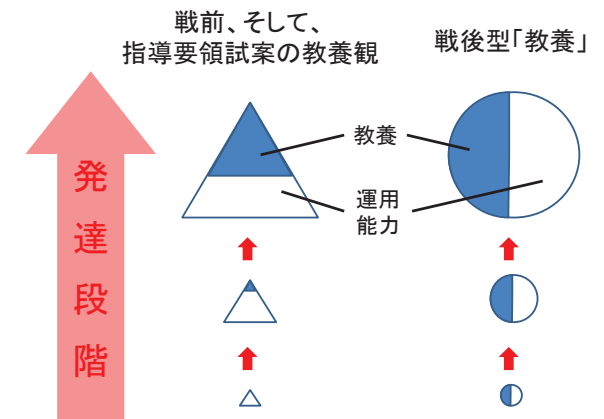 戦前、そして、
指導要領試案の教養観
戦後型「教養」
教養
運用
能力
発
達
段
階